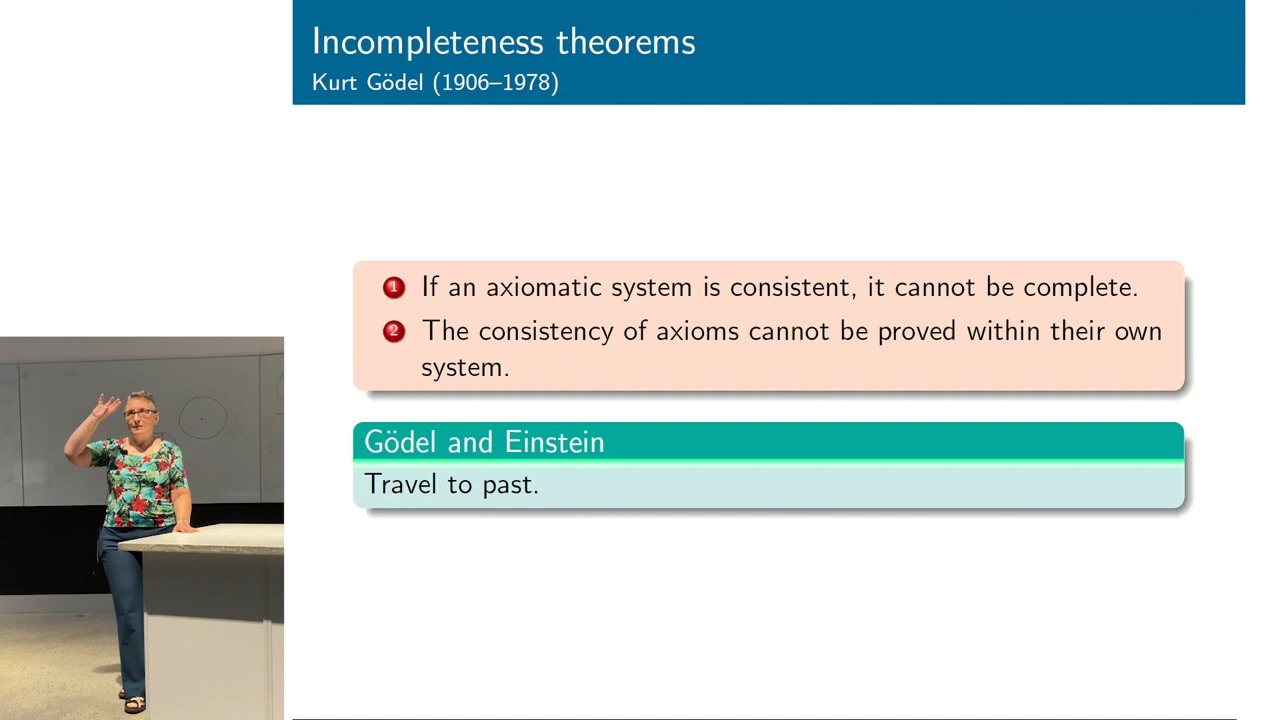 Incompleteness theorems
Kurt Gödel (1906–1978)
1 If an axiomatic system is consistent, it cannot be complete.
2 The consistency of axioms cannot be proved within their own
system.
Gödel and Einstein
Travel to past.